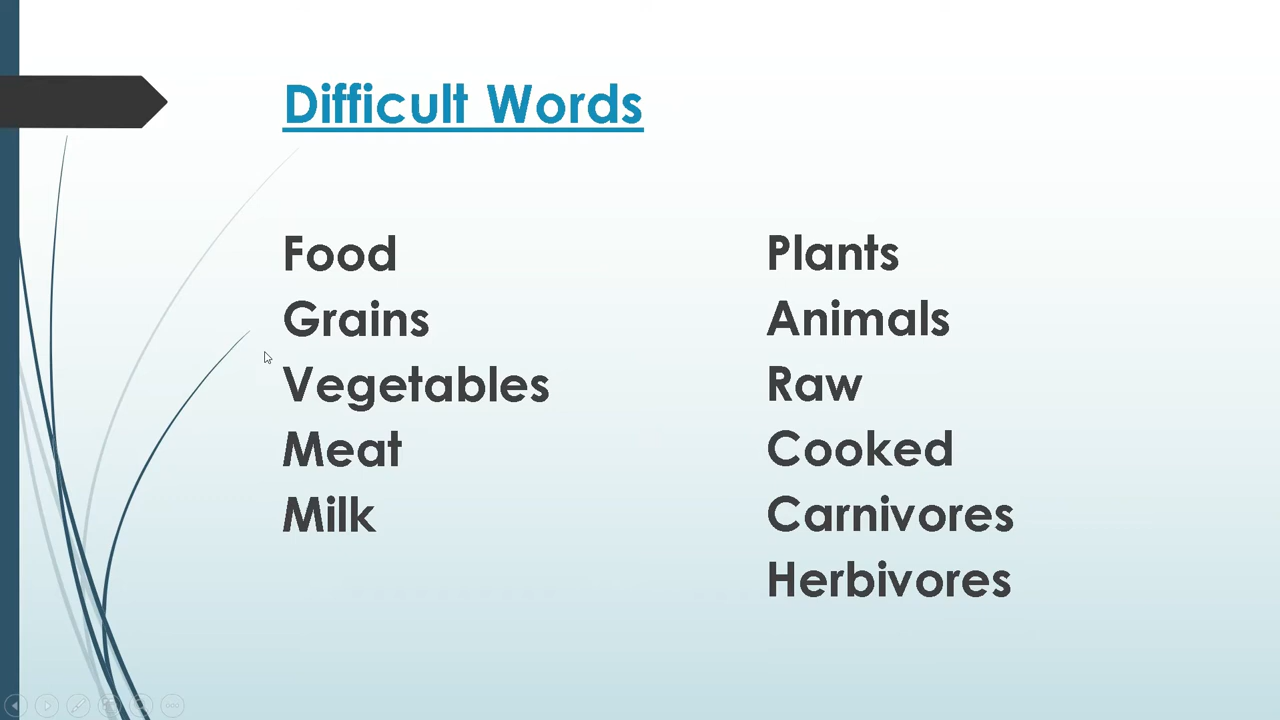 Difficult Words
Food
Grains
Vegetables
Meat
Milk
Plants
Animals
Raw
Cooked
Carnivores
Herbivores